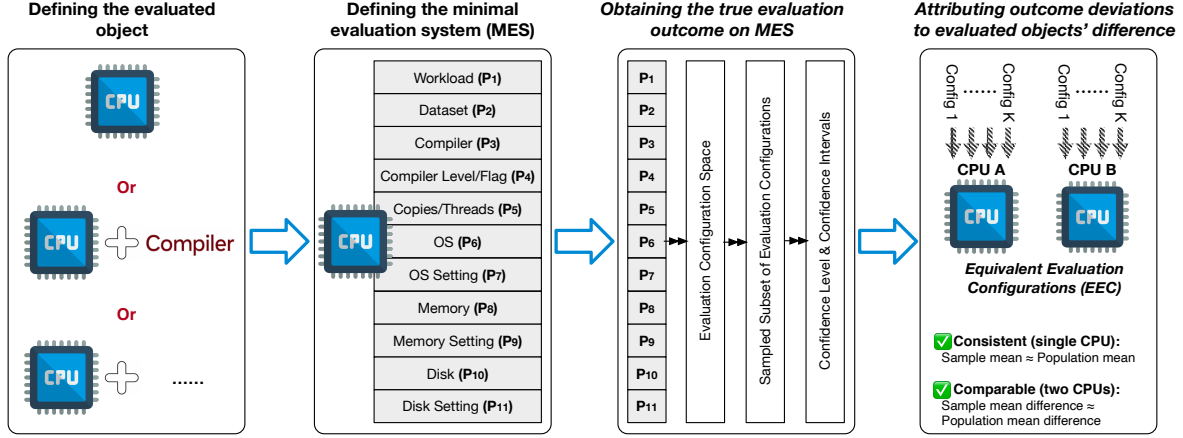 Defining the evaluated
object
CPU
Or
CPU
Compiler
Or
CPU
......
Defining the minimal
evaluation system (MES)
CPU
Workload (P1)
Dataset (P2)
Compiler (P3)
Compiler Level/Flag (P4)
Copies/Threads (P5)
OS (P6)
OS Setting (P7)
Memory (P8)
Memory Setting (P9)
Disk (P10)
Disk Setting (P11)
Obtaining the true evaluation
outcome on MES
P1
P2
P3
P4
P5
P6
P7
P8
P9
P10
P11
Evaluation Configuration Space
Sampled Subset of Evaluation Configurations
Confidence Level & Confidence Intervals
Attributing outcome deviations
to evaluated objects' difference
Config 1
......
Config K
Config 1
......
Config K
CPU A
CPU B
CPU
CPU
Equivalent Evaluation
Configurations (EEC)
✅ Consistent (single CPU):
Sample mean ≈ Population mean
✅ Comparable (two CPUs):
Sample mean difference ≈
Population mean difference